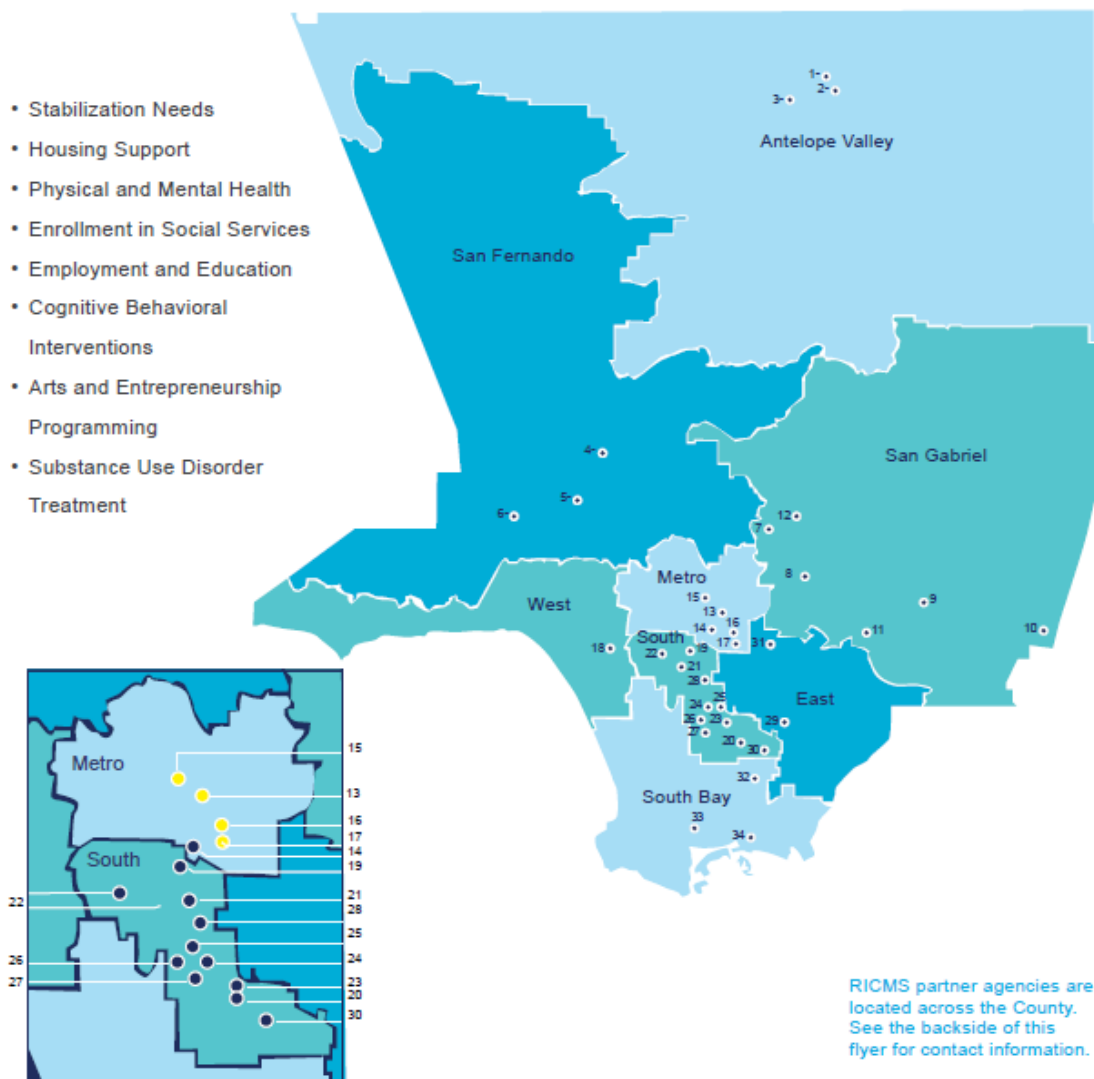 • Stabilization Needs
• Housing Support
• Physical and Mental Health
• Enrollment in Social Services
• Employment and Education
• Cognitive Behavioral
Interventions
• Arts and Entrepreneurship
Programming
• Substance Use Disorder
Treatment
1
2
3
Antelope Valley
San Fernando
4
5
6
San Gabriel
12
7
8
9
10
11
Metro
15
13
14
16
17
West
18
South
19
22
21
28
31
East
24
25
26
23
27
20
30
29
32
South Bay
33
34
Metro
15
13
16
17
14
19
South
21
22
28
25
26
24
27
23
20
30
RICMS partner agencies are
located across the County.
See the backside of this
flyer for contact information.